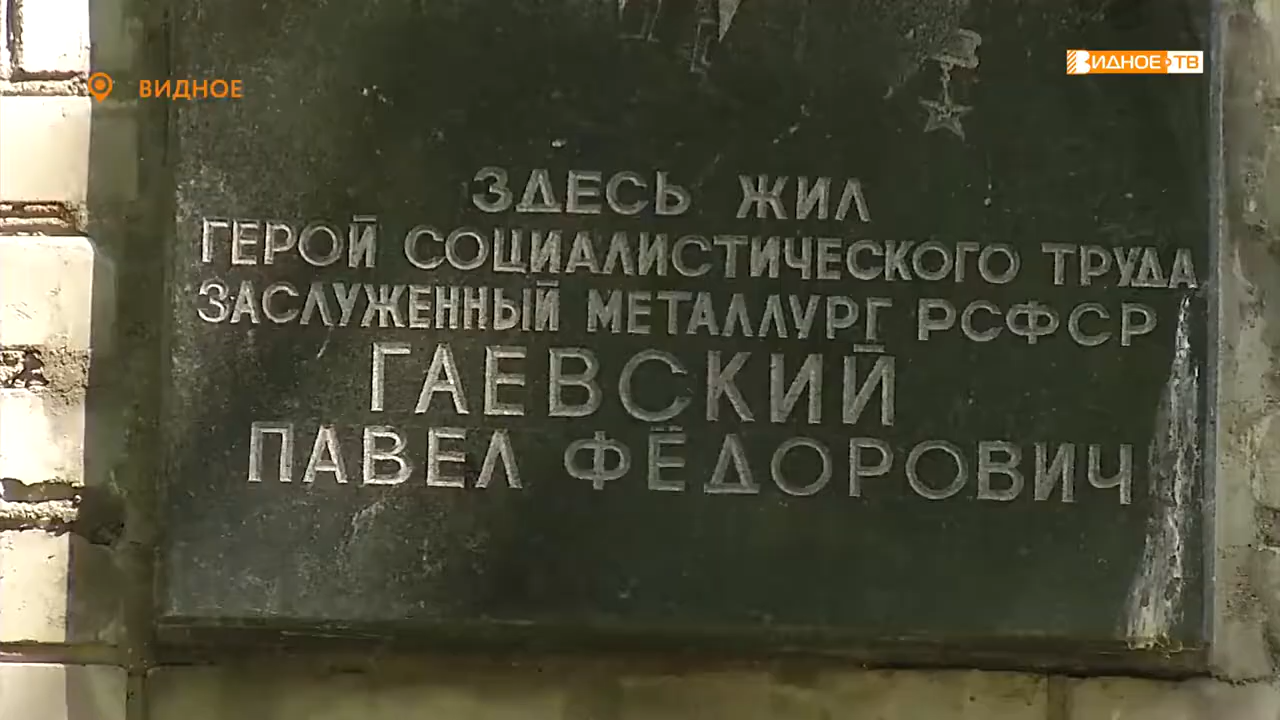 ВИДНОЕ
ВИДНОЕ ТВ
ЗДЕСЬ ЖИЛ
ГЕРОЙ СОЦИАЛИСТИЧЕСКОГО ТРУДА
ЗАСЛУЖЕННЫЙ МЕТАЛЛУРГ РСФСР
ГАЕВСКИЙ
ПАВЕЛ ФЁДОРОВИЧ